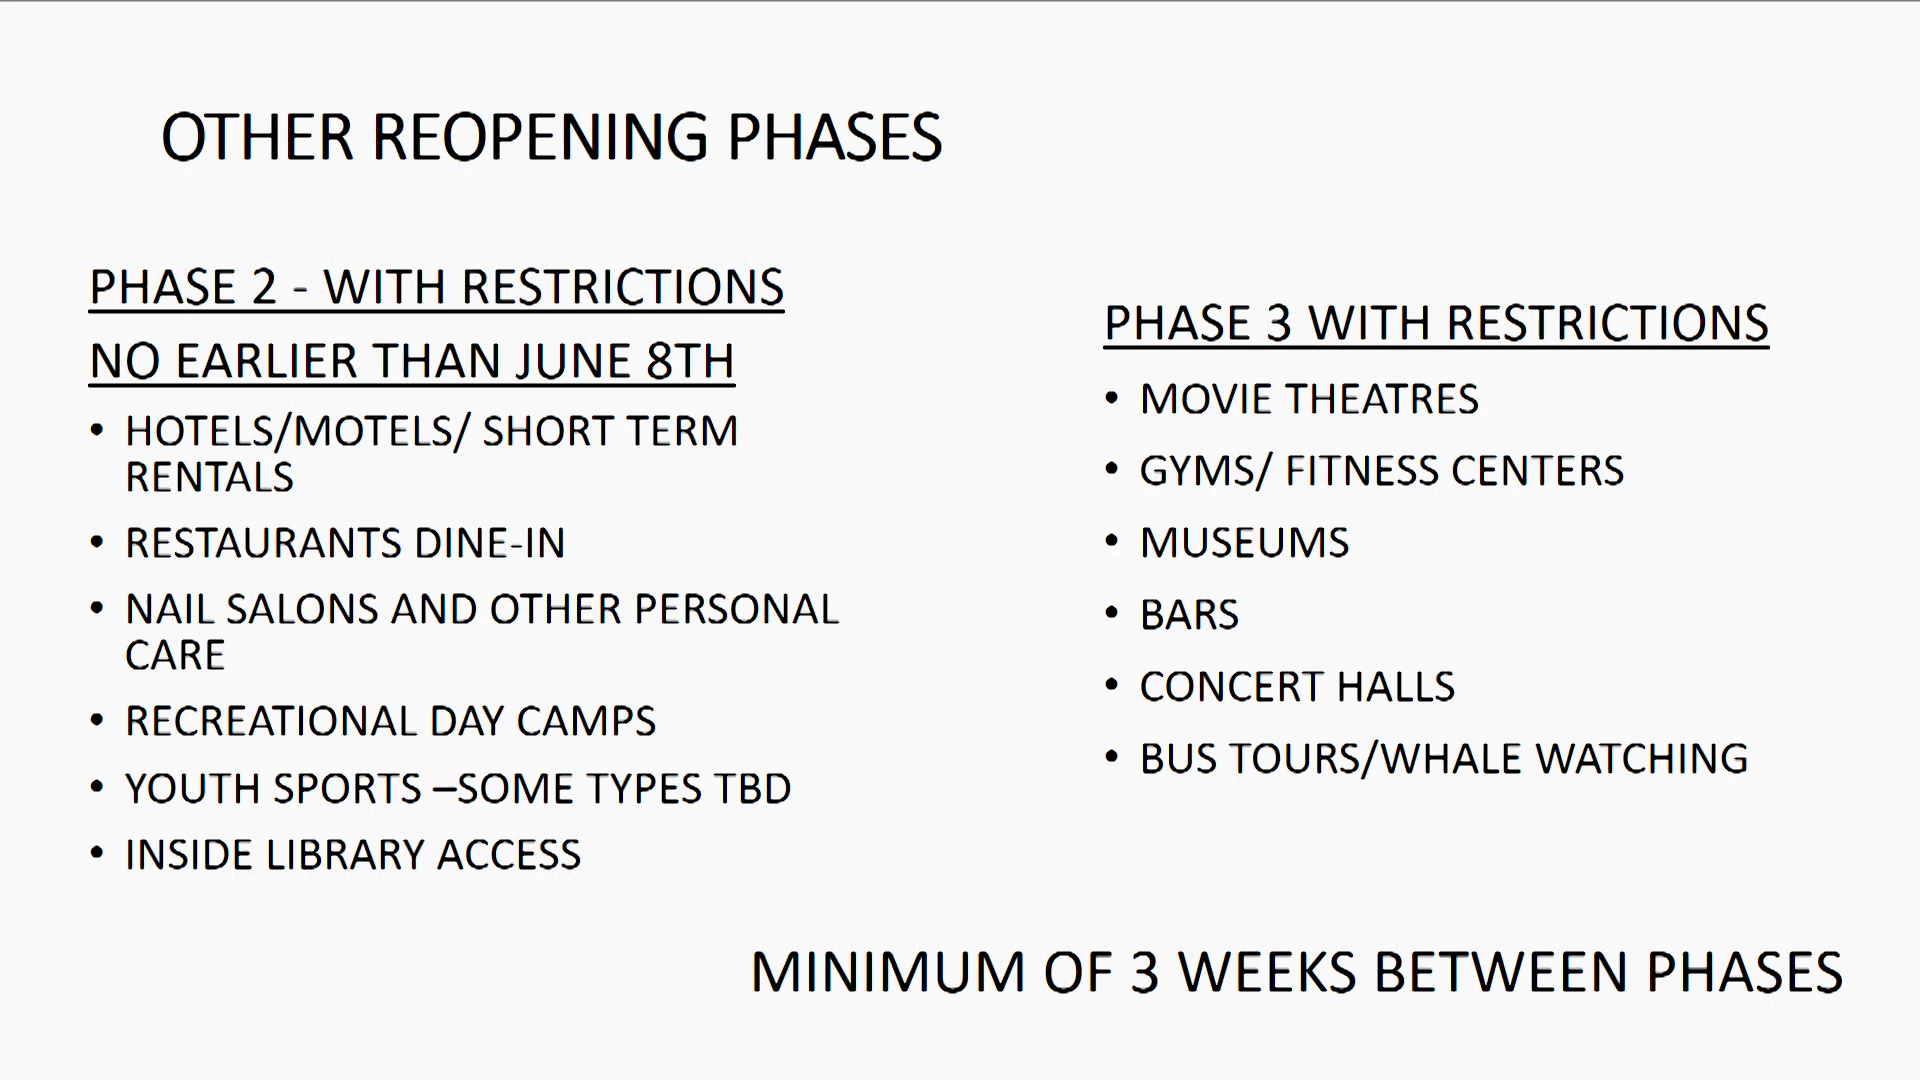 OTHER REOPENING PHASES
PHASE 2 - WITH RESTRICTIONS
NO EARLIER THAN JUNE 8TH
• HOTELS/MOTELS/ SHORT TERM
RENTALS
• RESTAURANTS DINE-IN
• NAIL SALONS AND OTHER PERSONAL
CARE
• RECREATIONAL DAY CAMPS
• YOUTH SPORTS –SOME TYPES TBD
• INSIDE LIBRARY ACCESS
PHASE 3 WITH RESTRICTIONS
• MOVIE THEATRES
• GYMS/ FITNESS CENTERS
• MUSEUMS
• BARS
• CONCERT HALLS
• BUS TOURS/WHALE WATCHING
MINIMUM OF 3 WEEKS BETWEEN PHASES